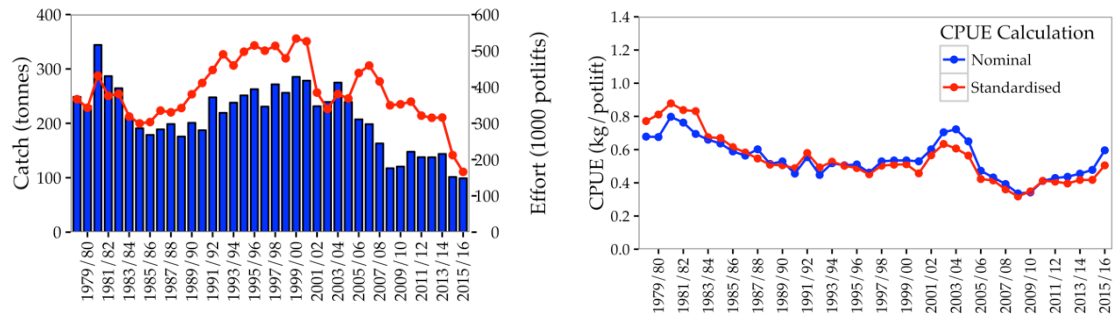 400
300
200
100
0
Catch (tonnes)
600
500
400
300
200
100
0
Effort (1000 potlifts)
1979 / 80
1981 / 82
1983 / 84
1985 / 86
1987 / 88
1989 / 90
1991 / 92
1993 / 94
1995 / 96
1997 / 98
1999 / 00
2001 / 02
2003 / 04
2005 / 06
2007 / 08
2009 / 10
2011 / 12
2013 / 14
2015 / 16
1.4
1.2
1.0
0.8
0.6
0.4
0.2
0.0
CPUE (kg / potlift)
CPUE Calculation
Nominal
Standardised
1979 / 80
1981 / 82
1983 / 84
1985 / 86
1987 / 88
1989 / 90
1991 / 92
1993 / 94
1995 / 96
1997 / 98
1999 / 00
2001 / 02
2003 / 04
2005 / 06
2007 / 08
2009 / 10
2011 / 12
2013 / 14
2015 / 16